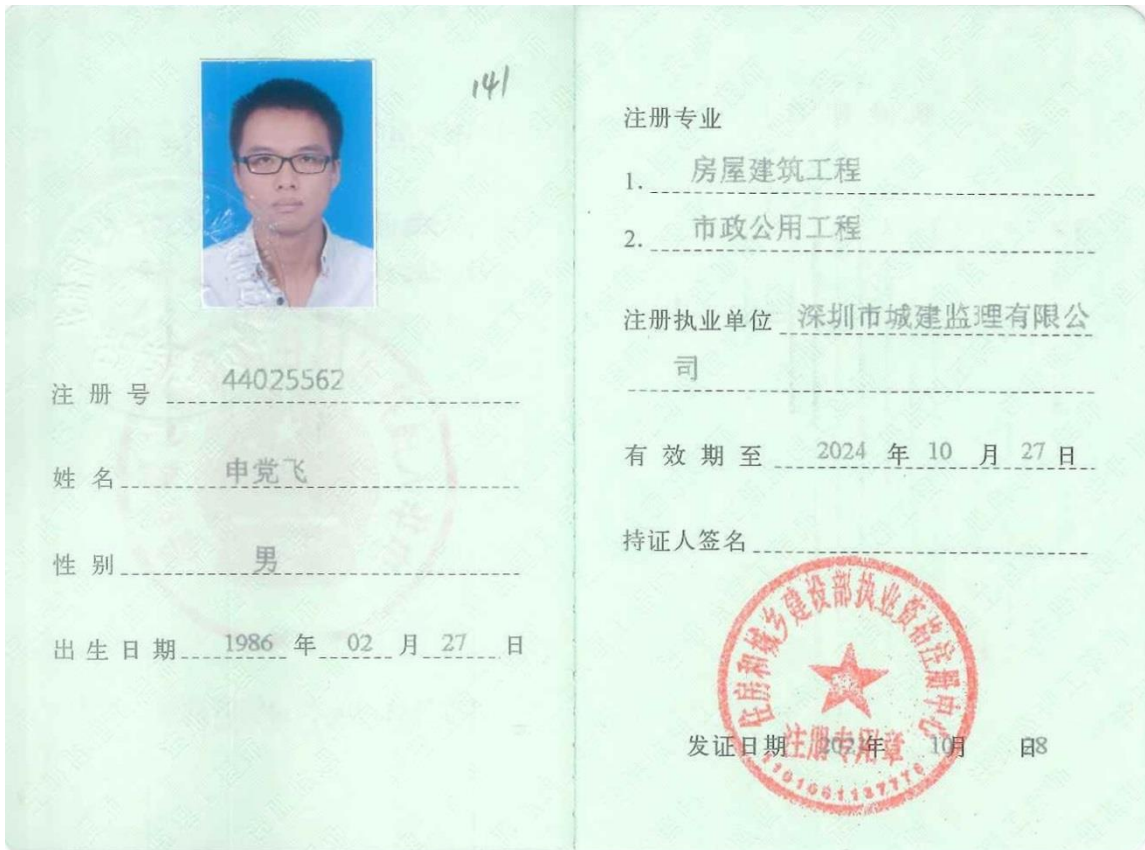 141
注册号 44025562
姓名 申党飞
性别 男
出生日期 1986 年 02 月 27 日
注册专业
1. 房屋建筑工程
2. 市政公用工程
注册执业单位 深圳市城建监理有限公
司
有效期至 2024 年 10 月 27 日
持证人签名
住房和城乡建设部执业资格注册中心
注册专用章
发证日期 年 10月 日28